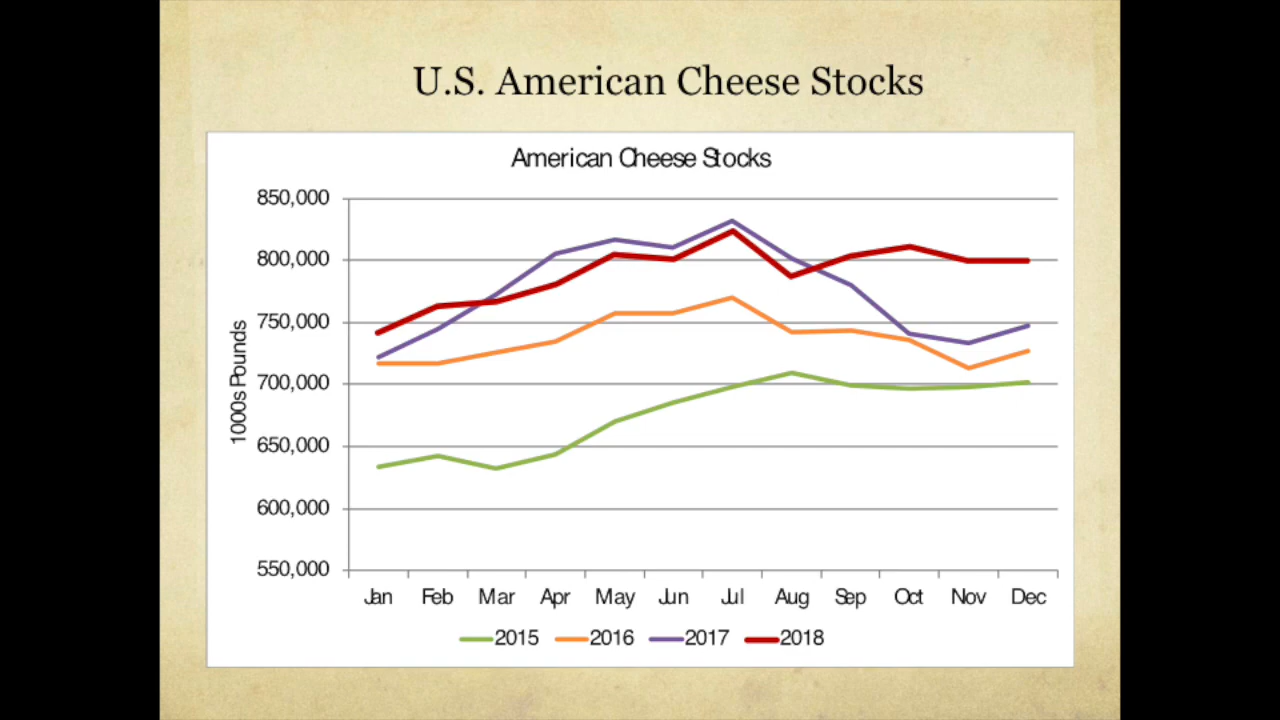 U.S. American Cheese Stocks
American Cheese Stocks
850,000
800,000
750,000
700,000
650,000
600,000
550,000
1000s Pounds
Jan Feb Mar Apr May Jun Jul Aug Sep Oct Nov Dec
2015 2016 2017 2018